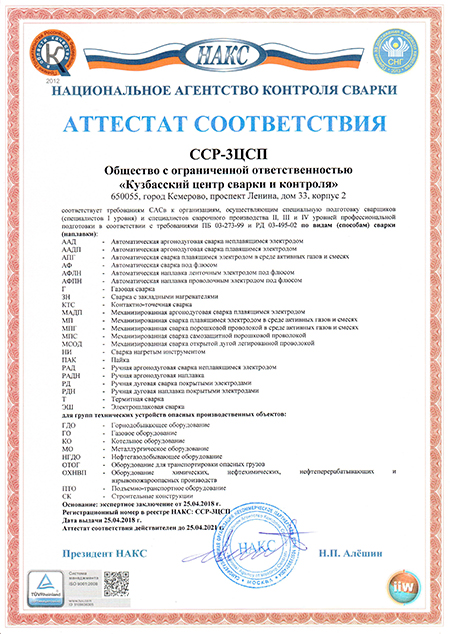 НАКС
2012
СНГ
НАЦИОНАЛЬНОЕ АГЕНТСТВО КОНТРОЛЯ СВАРКИ
АТТЕСТАТ СООТВЕТСТВИЯ
ССР-3ЦСП
Общество с ограниченной ответственностью
«Кузбасский центр сварки и контроля»
650055, город Кемерово, проспект Ленина, дом 33, корпус 2
соответствует требованиям САСв к организациям, осуществляющим специальную подготовку сварщиков
(специалистов I уровня) и специалистов сварочного производства II, III и IV уровней профессиональной
подготовки в соответствии с требованиями ПБ 03-273-99 и РД 03-495-02 по видам (способам) сварки
(наплавки):
ААД - Автоматическая аргонодуговая сварка неплавящимся электродом
ААДП - Автоматическая аргонодуговая сварка плавящимся электродом
АПГ - Автоматическая сварка плавящимся электродом в среде активных газов и смесях
АФ - Автоматическая сварка под флюсом
АФЛН - Автоматическая наплавка ленточным электродом под флюсом
АФПН - Автоматическая наплавка проволочным электродом под флюсом
Г - Газовая сварка
ЗН - Сварка с закладными нагревателями
КТС - Контактно-точечная сварка
МАДП - Механизированная аргонодуговая сварка плавящимся электродом
МП - Механизированная сварка плавящимся электродом в среде активных газов и смесях
МПГ - Механизированная сварка порошковой проволокой в среде активных газов и смесях
МПС - Механизированная сварка самозащитной порошковой проволокой
МСОД - Механизированная сварка открытой дугой легированной проволокой
НИ - Сварка нагретым инструментом
ПАК - Пайка
РАД - Ручная аргонодуговая сварка неплавящимся электродом
РАДН - Ручная аргонодуговая наплавка
РД - Ручная дуговая сварка покрытыми электродами
РДН - Ручная дуговая наплавка покрытыми электродами
Т - Термитная сварка
ЭШ - Электрошлаковая сварка
для групп технических устройств опасных производственных объектов:
ГДО - Горнодобывающее оборудование
ГО - Газовое оборудование
КО - Котельное оборудование
МО - Металлургическое оборудование
НГДО - Нефтегазодобывающее оборудование
ОТОГ - Оборудование для транспортировки опасных грузов
ОХНВП - Оборудование химических, нефтехимических, нефтеперерабатывающих и
взрывопожароопасных производств
ПТО - Подъемно-транспортное оборудование
СК - Строительные конструкции
Основание: экспертное заключение от 25.04.2018 г.
Регистрационный номер в реестре НАКС: ССР-3ЦСП
Дата выдачи 25.04.2018 г.
Аттестат соответствия действителен до 25.04.2021 г.
Президент НАКС
НАКС
МОСКВА
Н.П. Алёшин
TÜVRheinland
CERTIFIED
Система
менеджмента
ISO 9001:2008
iiw